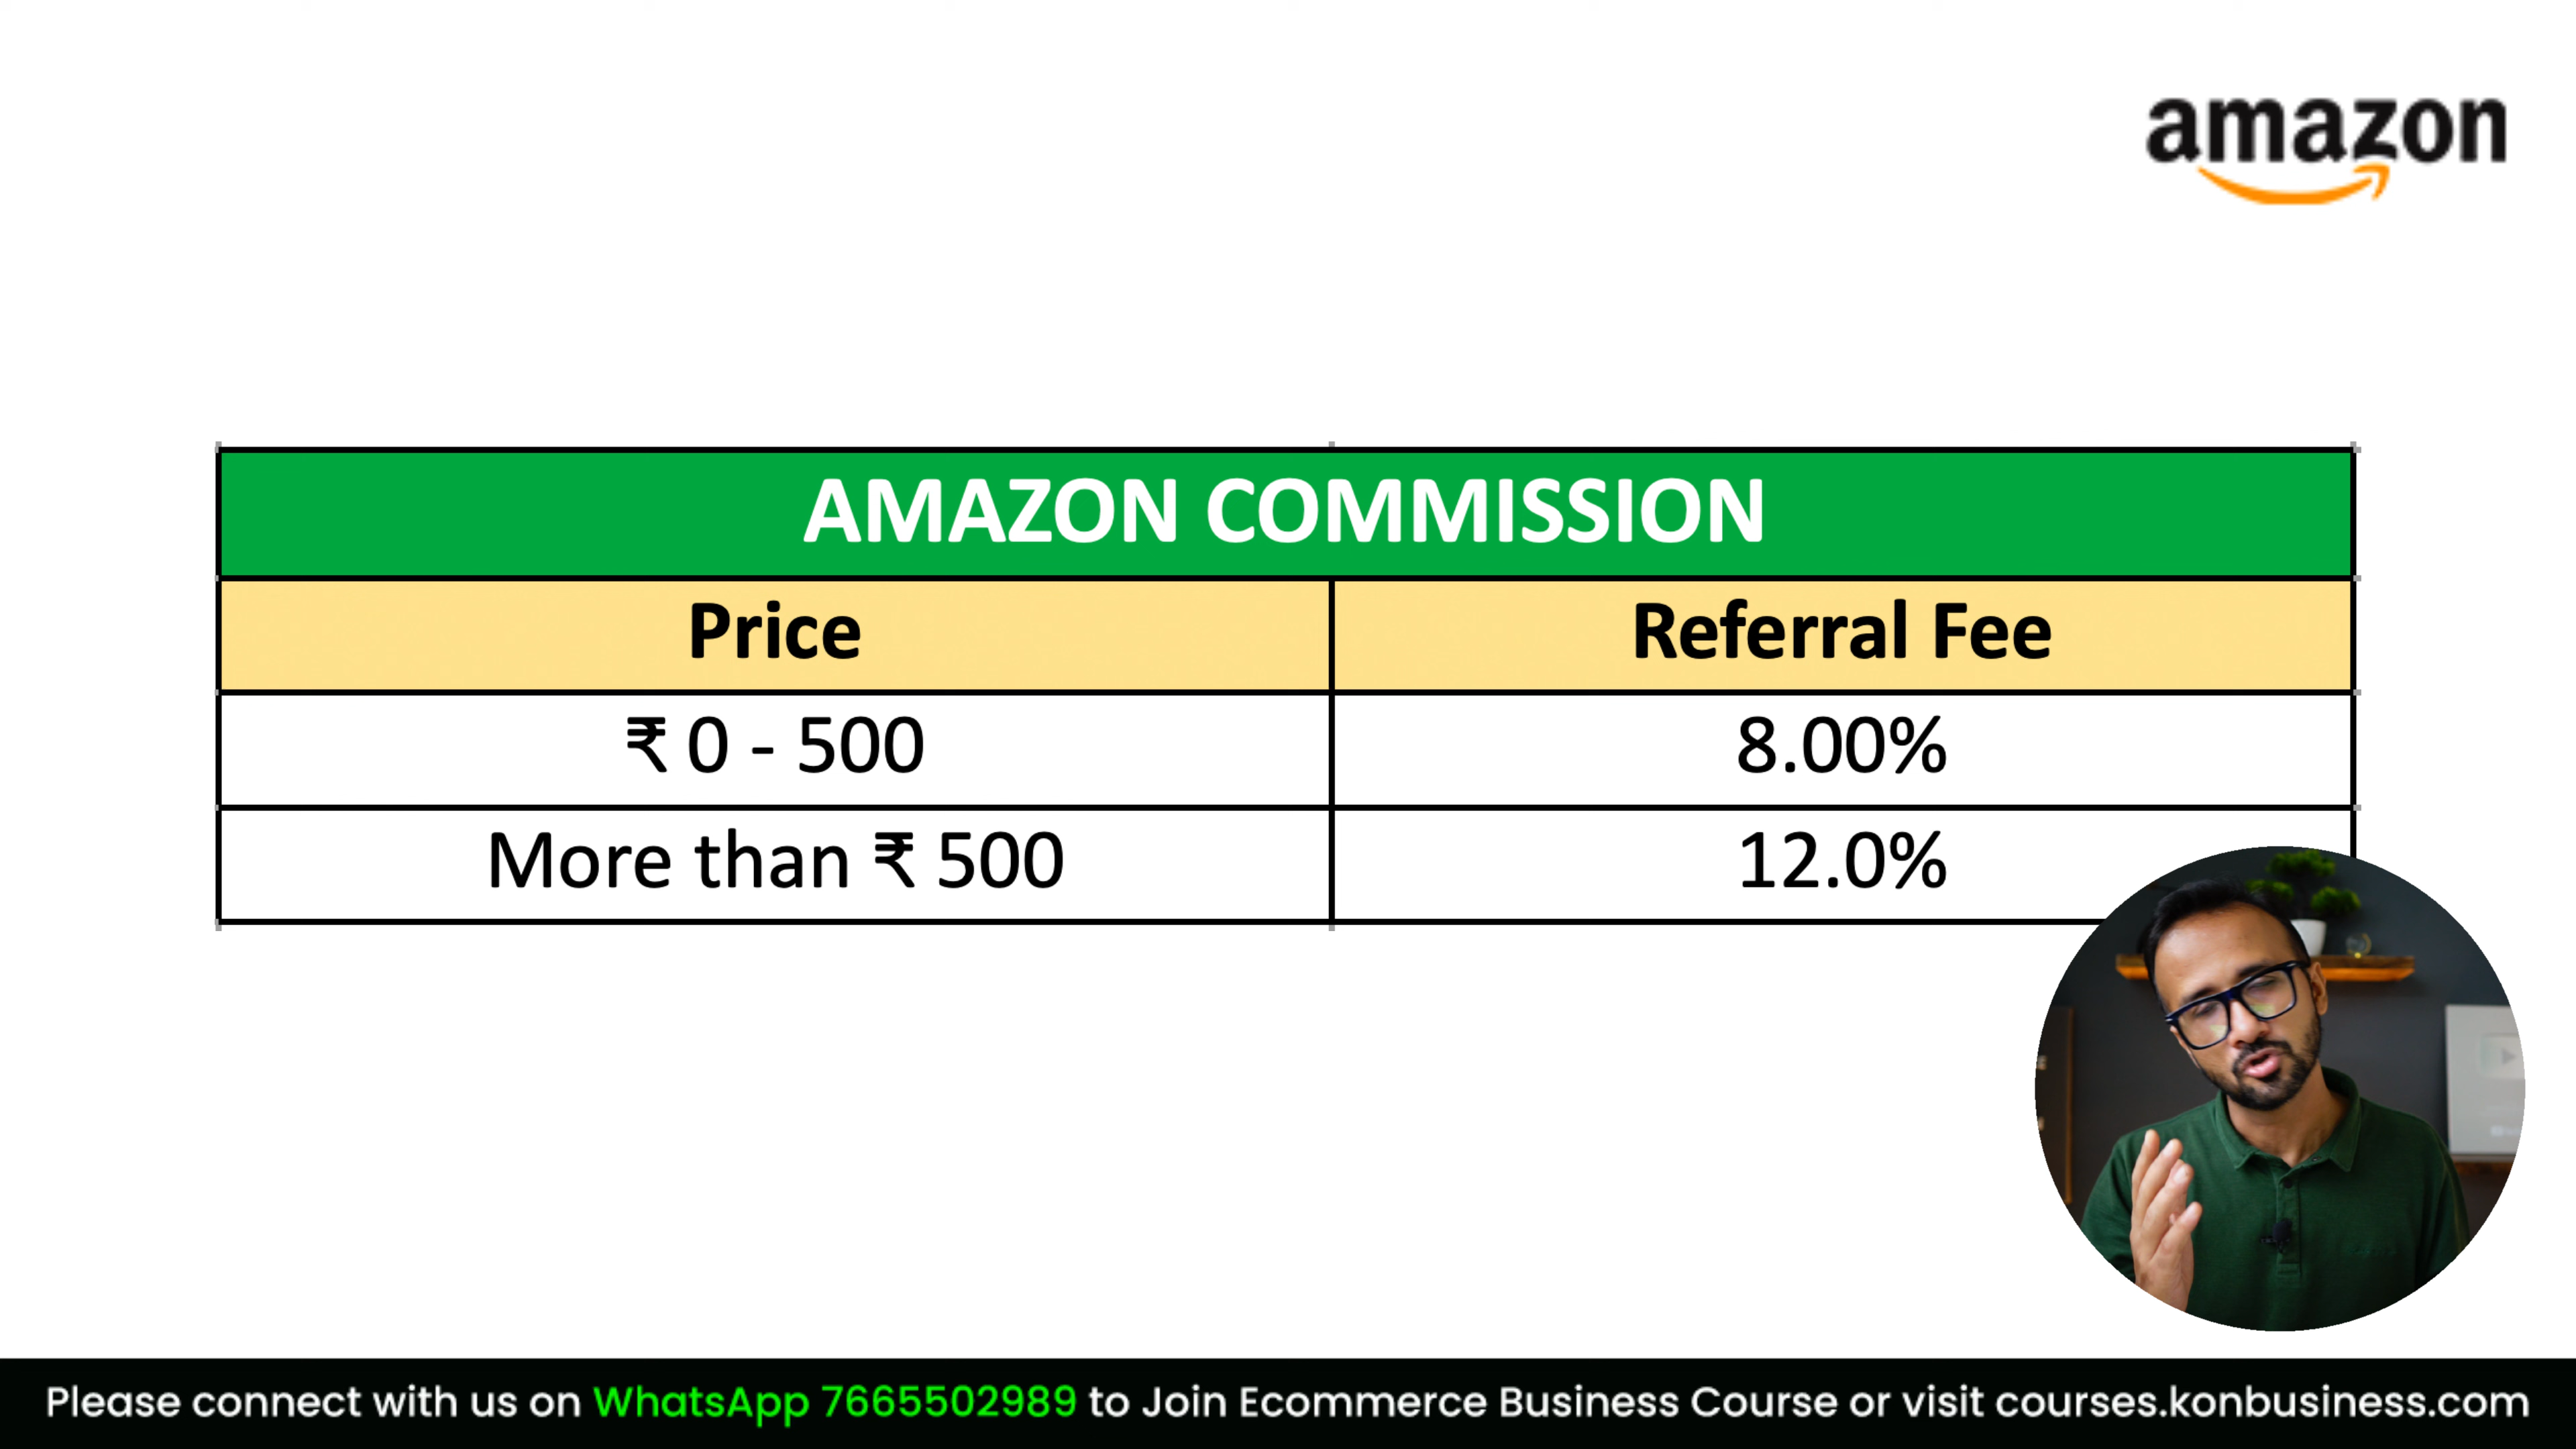 amazon
AMAZON COMMISSION
Price Referral Fee
₹ 0 - 500 8.00%
More than ₹ 500 12.0%
Please connect with us on WhatsApp 7665502989 to Join Ecommerce Business Course or visit courses.konbusiness.com